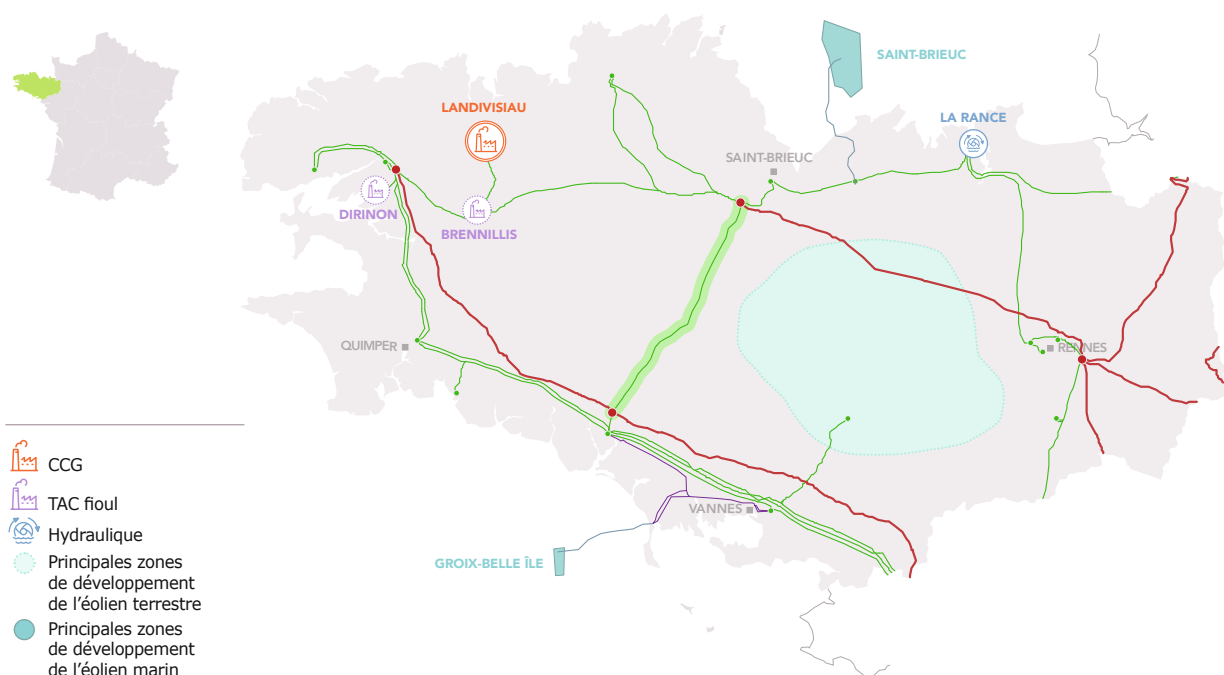 SAINT-BRIEUC
LANDIVISIAU
LA RANCE
SAINT-BRIEUC
DIRINON
BRENNILLIS
QUIMPER
RENNES
VANNES
GROIX-BELLE ÎLE
CCG
TAC fioul
Hydraulique
Principales zones
de développement
de l'éolien terrestre
Principales zones
de développement
de l'éolien marin